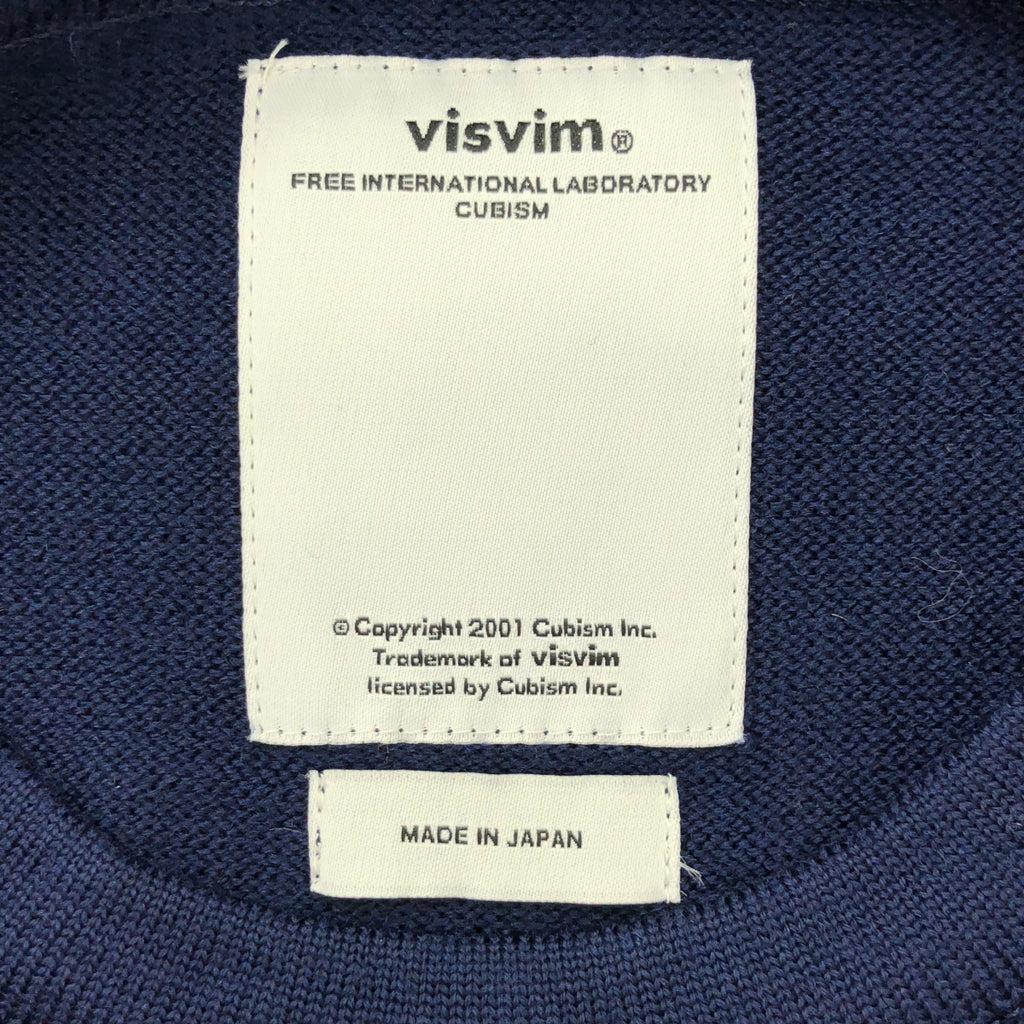 visvim®
FREE INTERNATIONAL LABORATORY
CUBISM
© Copyright 2001 Cubism Inc.
Trademark of visvim
licensed by Cubism Inc.
MADE IN JAPAN